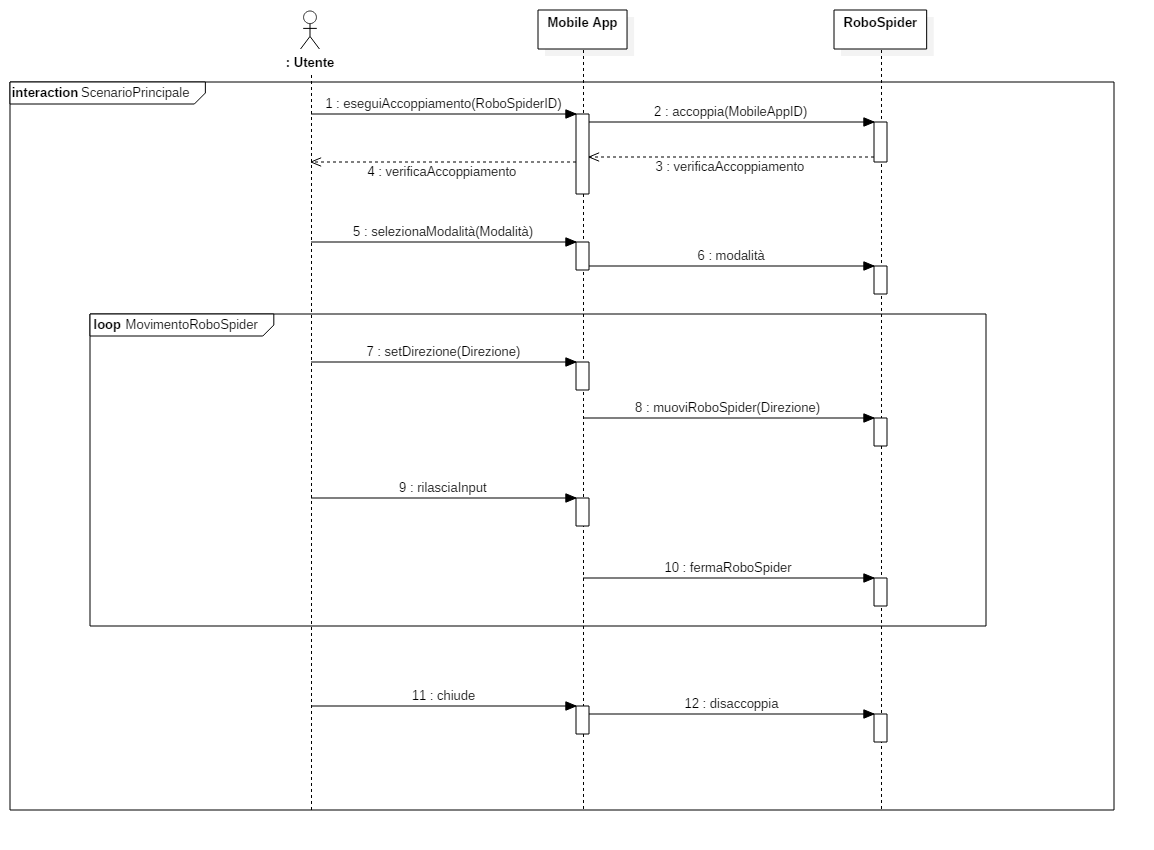 Mobile App
RoboSpider
: Utente
interaction ScenarioPrincipale
1 : eseguiAccoppiamento(RoboSpiderID)
2 : accoppia(MobileAppID)
3 : verificaAccoppiamento
4 : verificaAccoppiamento
5 : selezionaModalità(Modalità)
6 : modalità
loop MovimentoRoboSpider
7 : setDirezione(Direzione)
8 : muoviRoboSpider(Direzione)
9 : rilasciaInput
10 : fermaRoboSpider
11 : chiude
12 : disaccoppia